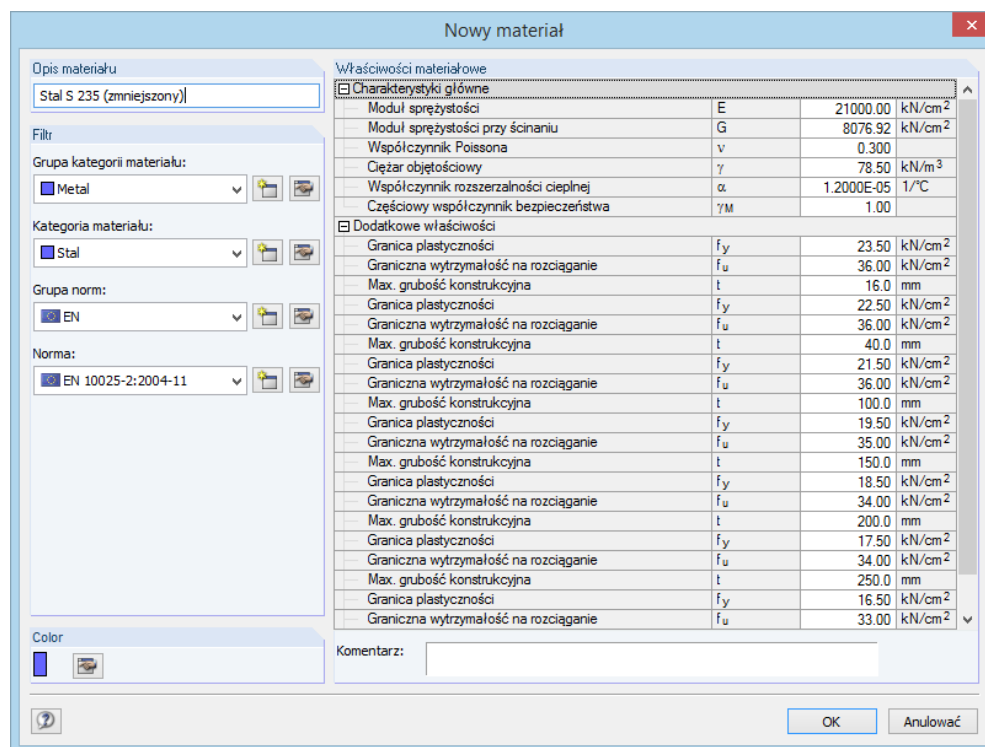 Nowy materiał
Opis materiału
Stal S 235 (zmniejszony)
Filtr
Grupa kategorii materiału:
Metal
Kategoria materiału:
Stal
Grupa norm:
EN
Norma:
EN 10025-2:2004-11
Color
Właściwości materiałowe
Charakterystyki główne
Moduł sprężystości E 21000.00 kN/cm2
Moduł sprężystości przy ścinaniu G 8076.92 kN/cm2
Współczynnik Poissona ν 0.300
Ciężar objętościowy γ 78.50 kN/m3
Współczynnik rozszerzalności cieplnej α 1.2000E-05 1/°C
Częściowy współczynnik bezpieczeństwa γM 1.00
Dodatkowe właściwości
Granica plastyczności fy 23.50 kN/cm2
Graniczna wytrzymałość na rozciąganie fu 36.00 kN/cm2
Max. grubość konstrukcyjna t 16.0 mm
Granica plastyczności fy 22.50 kN/cm2
Graniczna wytrzymałość na rozciąganie fu 36.00 kN/cm2
Max. grubość konstrukcyjna t 40.0 mm
Granica plastyczności fy 21.50 kN/cm2
Graniczna wytrzymałość na rozciąganie fu 36.00 kN/cm2
Max. grubość konstrukcyjna t 100.0 mm
Granica plastyczności fy 19.50 kN/cm2
Graniczna wytrzymałość na rozciąganie fu 35.00 kN/cm2
Max. grubość konstrukcyjna t 150.0 mm
Granica plastyczności fy 18.50 kN/cm2
Graniczna wytrzymałość na rozciąganie fu 34.00 kN/cm2
Max. grubość konstrukcyjna t 200.0 mm
Granica plastyczności fy 17.50 kN/cm2
Graniczna wytrzymałość na rozciąganie fu 34.00 kN/cm2
Max. grubość konstrukcyjna t 250.0 mm
Granica plastyczności fy 16.50 kN/cm2
Graniczna wytrzymałość na rozciąganie fu 33.00 kN/cm2
Komentarz:
OK Anulować